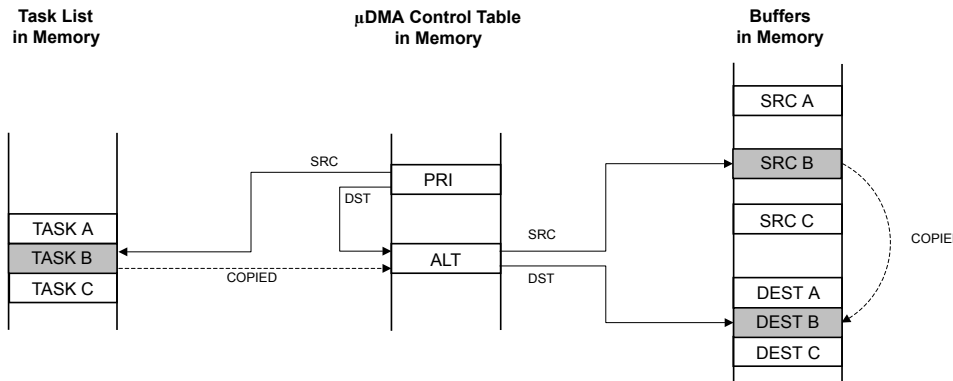 Task List
in Memory
µDMA Control Table
in Memory
Buffers
in Memory
SRC A
SRC
SRC B
PRI
DST
TASK A
SRC C
SRC
COPIED
TASK B
ALT
COPIED
DST
TASK C
DEST A
DEST B
DEST C